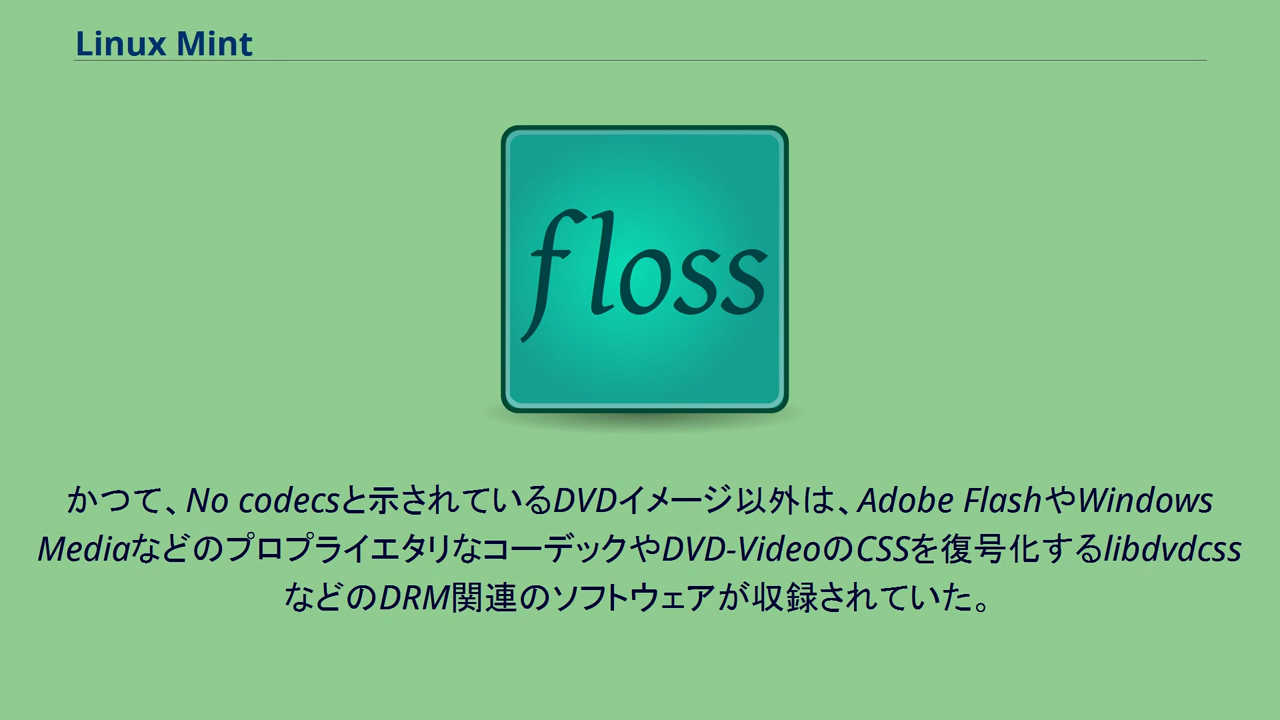 Linux Mint
floss
かつて、No codecsと示されているDVDイメージ以外は、Adobe FlashやWindows
MediaなどのプロプライエタリなコーデックやDVD-VideoのCSSを復号化するlibdvdcss
などのDRM関連のソフトウェアが収録されていた。